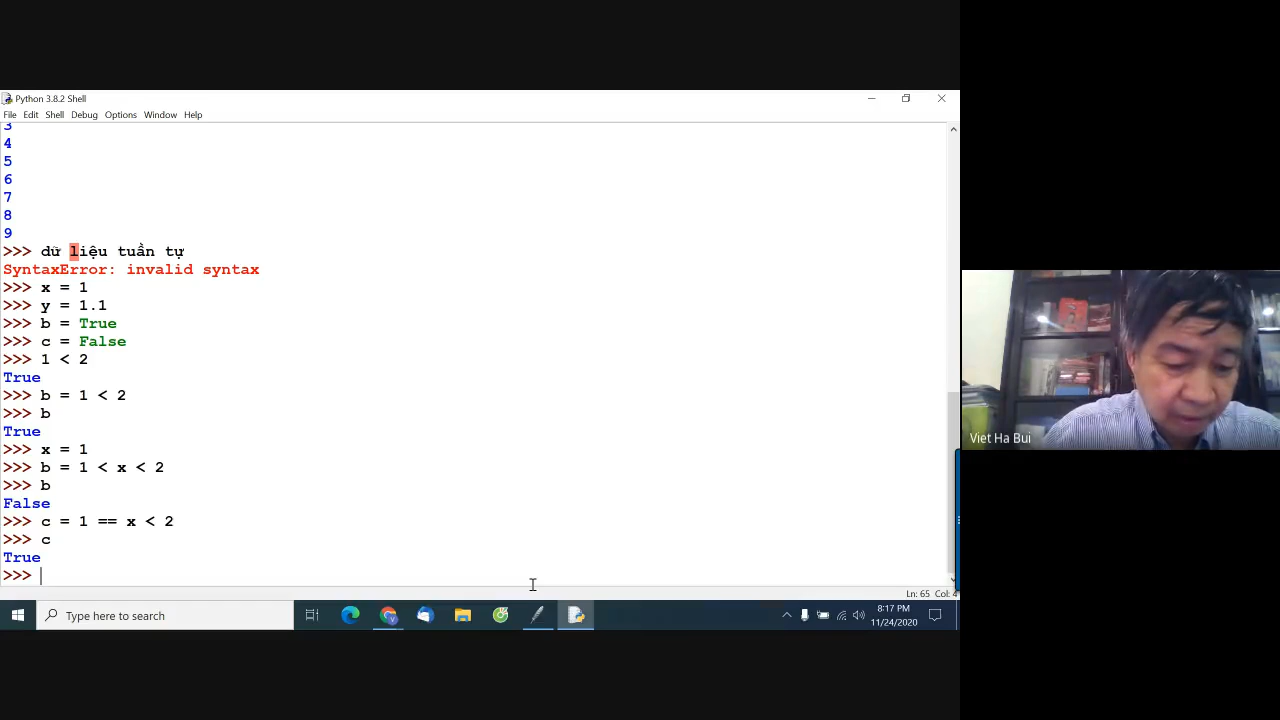 Python 3.8.2 Shell
File Edit Shell Debug Options Window Help
3
4
5
6
7
8
9
>>> dữ liệu tuần tự
SyntaxError: invalid syntax
>>> x = 1
>>> y = 1.1
>>> b = True
>>> c = False
>>> 1 < 2
True
>>> b = 1 < 2
>>> b
True
>>> x = 1
>>> b = 1 < x < 2
>>> b
False
>>> c = 1 == x < 2
>>> c
True
>>>
Ln: 65 Col: 4
Type here to search
8:17 PM
11/24/2020
Viet Ha Bui